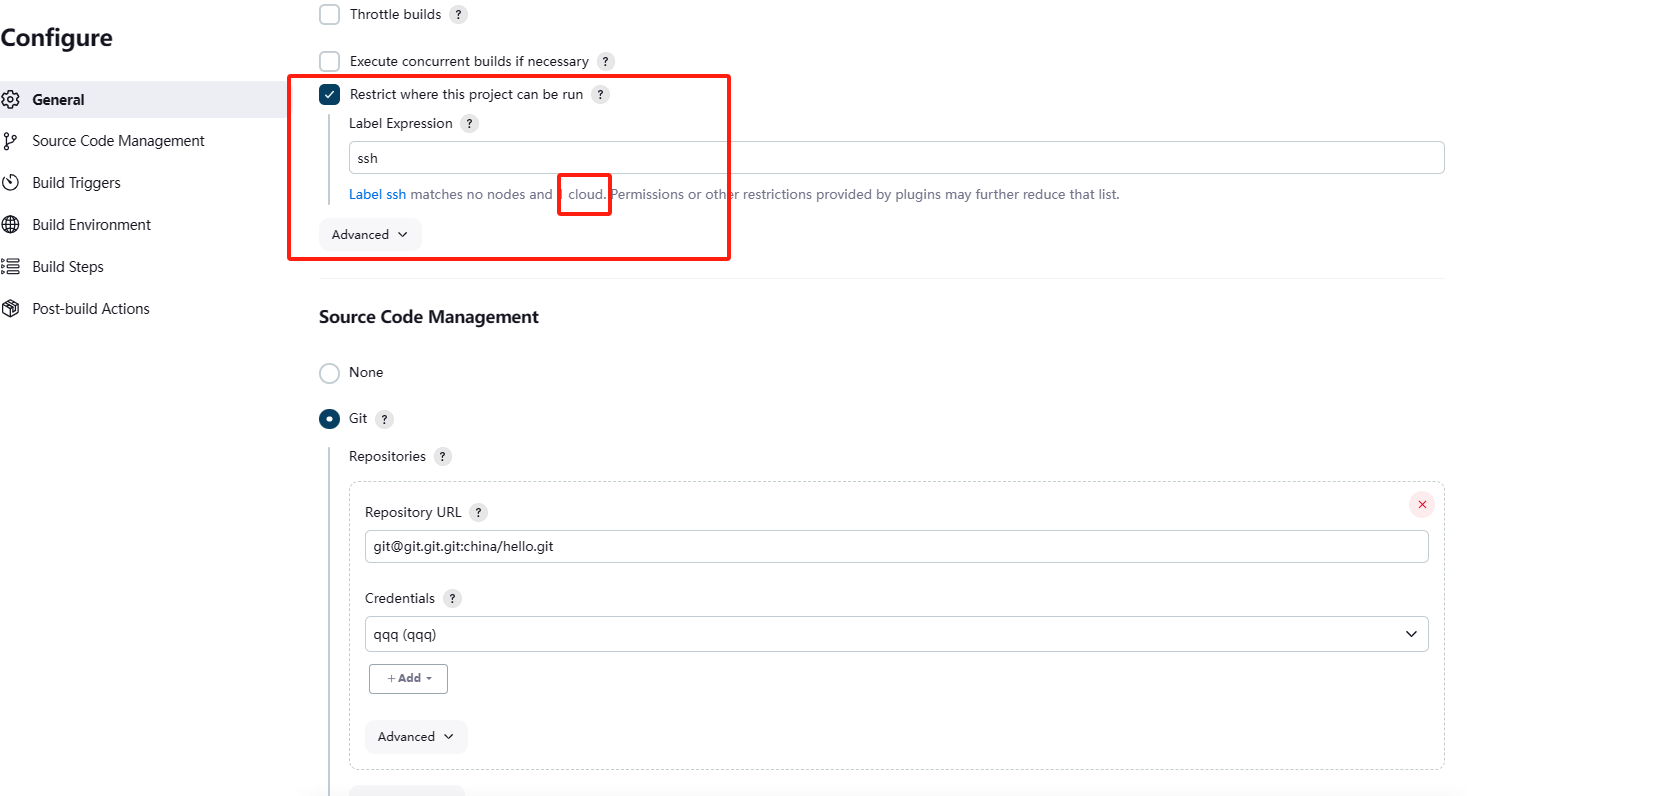 Configure
General
Source Code Management
Build Triggers
Build Environment
Build Steps
Post-build Actions
Throttle builds ?
Execute concurrent builds if necessary ?
Restrict where this project can be run ?
Label Expression ?
ssh
Label ssh matches no nodes and 1 cloud. Permissions or other restrictions provided by plugins may further reduce that list.
Advanced
Source Code Management
None
Git ?
Repositories ?
Repository URL ?
git@git.git.git:china/hello.git
Credentials ?
qqq (qqq)
+ Add
Advanced